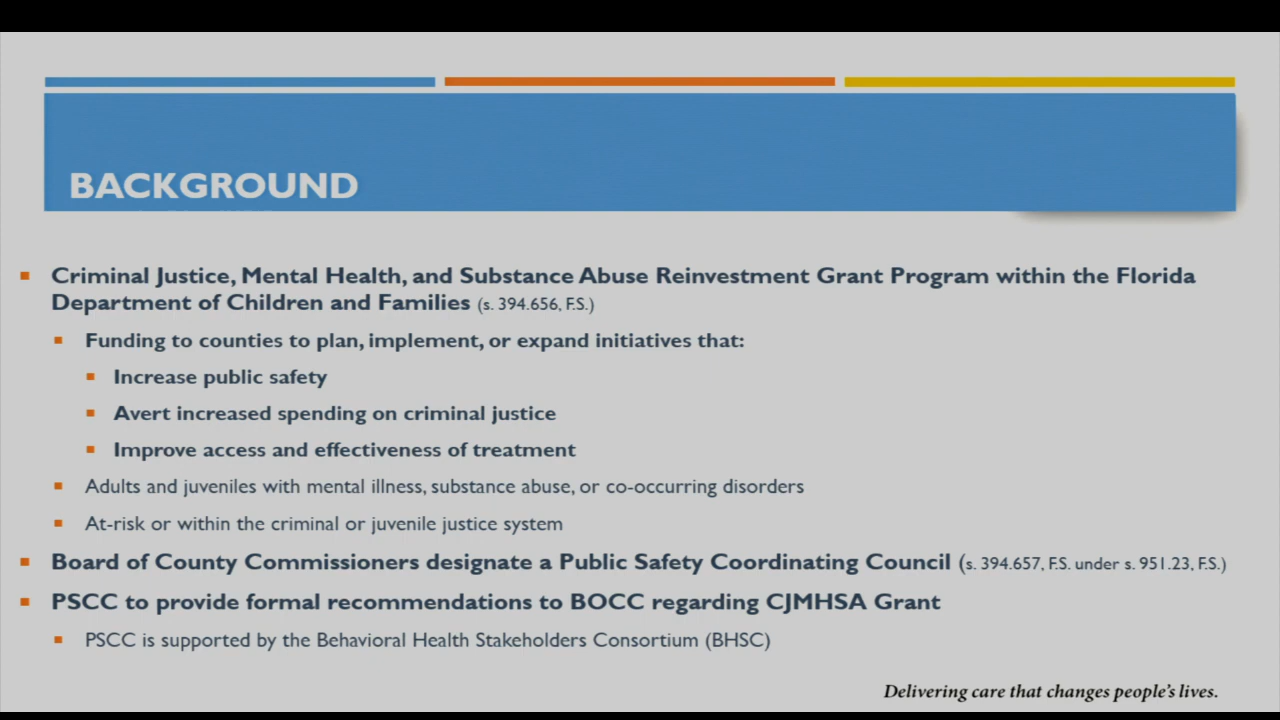 BACKGROUND
Criminal Justice, Mental Health, and Substance Abuse Reinvestment Grant Program within the Florida
Department of Children and Families (s. 394.656, F.S.)
Funding to counties to plan, implement, or expand initiatives that:
Increase public safety
Avert increased spending on criminal justice
Improve access and effectiveness of treatment
Adults and juveniles with mental illness, substance abuse, or co-occurring disorders
At-risk or within the criminal or juvenile justice system
Board of County Commissioners designate a Public Safety Coordinating Council (s. 394.657, F.S. under s. 951.23, F.S.)
PSCC to provide formal recommendations to BOCC regarding CJMHSA Grant
PSCC is supported by the Behavioral Health Stakeholders Consortium (BHSC)
Delivering care that changes people's lives.